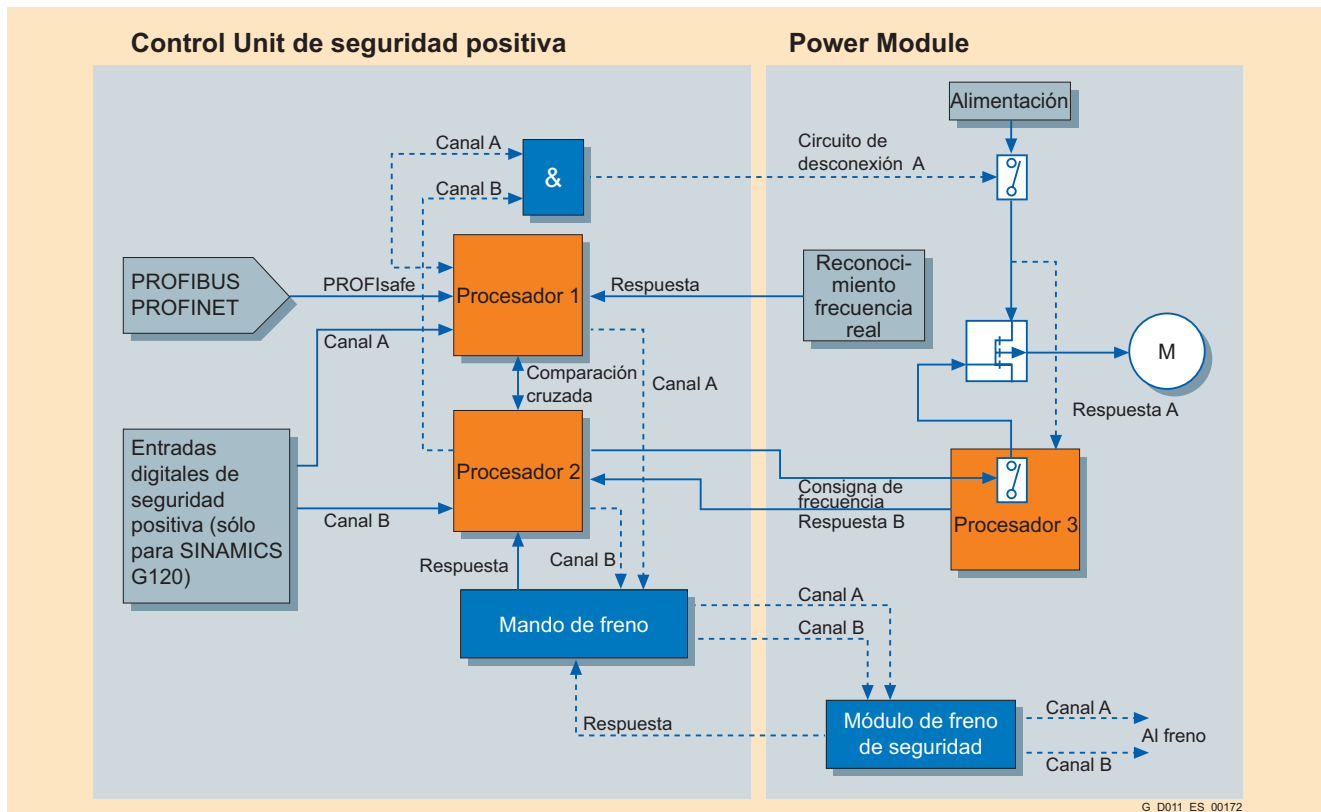 Control Unit de seguridad positiva
Power Module
Alimentación
Canal A
Circuito de
desconexión A
&
Canal B
PROFIBUS
PROFINET
PROFIsafe
Procesador 1
Respuesta
Reconoci-
miento
frecuencia
real
Canal A
M
Comparación
cruzada
Canal A
Respuesta A
Entradas
digitales de
seguridad
positiva (sólo
para SINAMICS
G120)
Procesador 2
Consigna de
frecuencia
Canal B
Respuesta B
Procesador 3
Respuesta
Canal B
Canal A
Mando de freno
Canal B
Respuesta
Módulo de freno
de seguridad
Canal A
Al freno
Canal B
G_D011_ES_00172